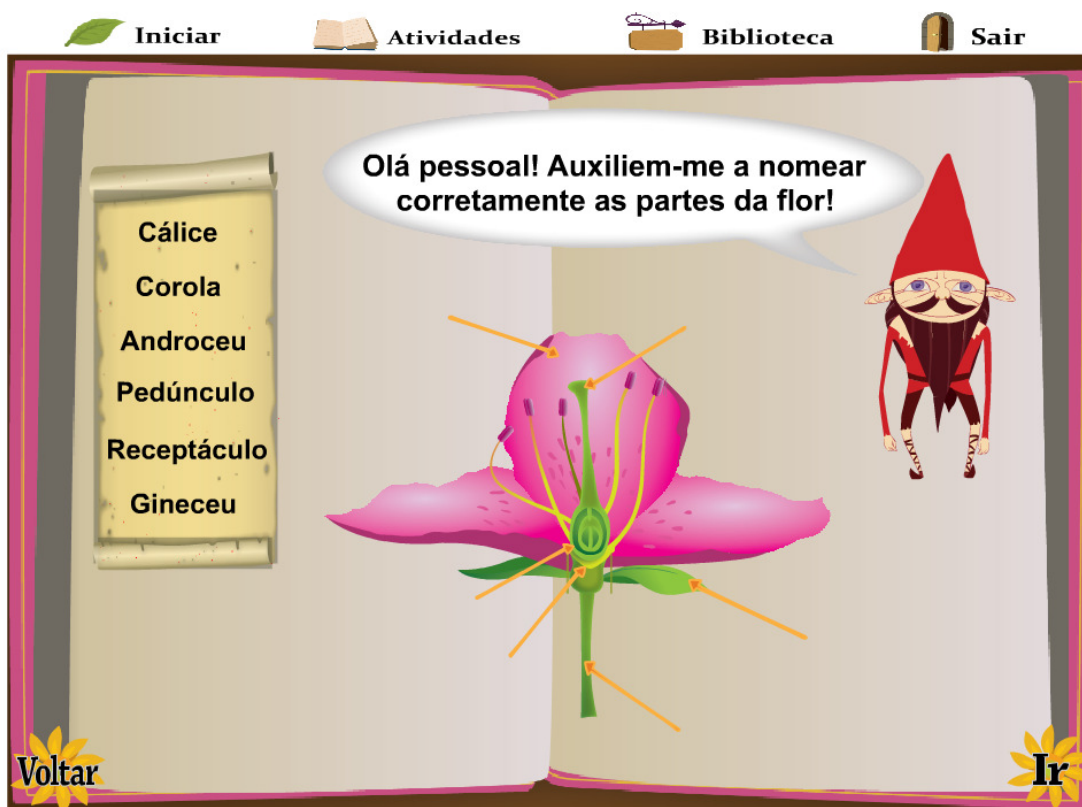 Iniciar
Atividades
Biblioteca
Sair
Olá pessoal! Auxiliem-me a nomear
corretamente as partes da flor!
Cálice
Corola
Androceu
Pedúnculo
Receptáculo
Gineceu
Voltar
Ir